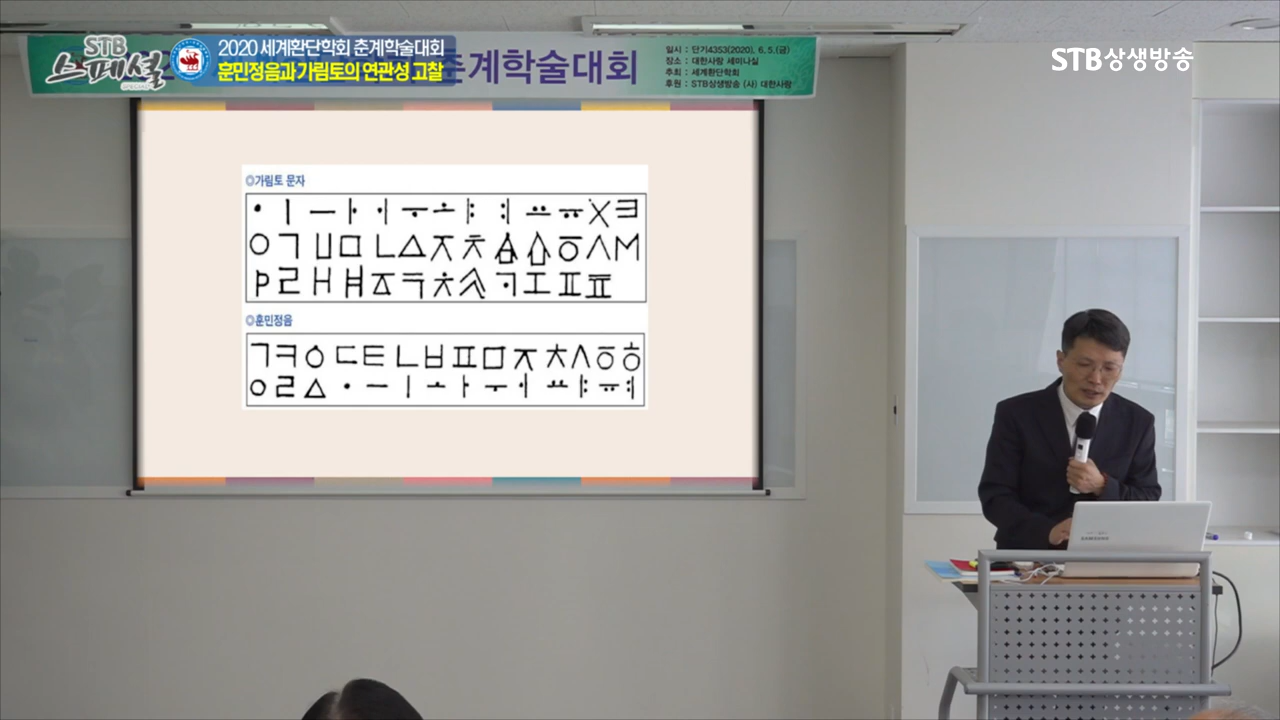 STB
스페셜
SPECIAL
2020 세계환단학회 춘계학술대회
훈민정음과 가림토의 연관성 고찰
춘계학술대회
일시 : 단기4353(2020). 6. 5.(금)
장소 : 대한사랑 세미나실
주최 : 세계환단학회
후원 : STB상생방송 (사) 대한사랑
STB상생방송
◎가림토 문자
◎훈민정음
ㄱㅋㆁㄷㅌㄴㅂㅍㅁㅈㅊㅅㆆㅎ
ㅇㄹㅿㆍㅡㅣㅗㅏㅜㅓㅛㅑㅠㅕ
SAMSUNG